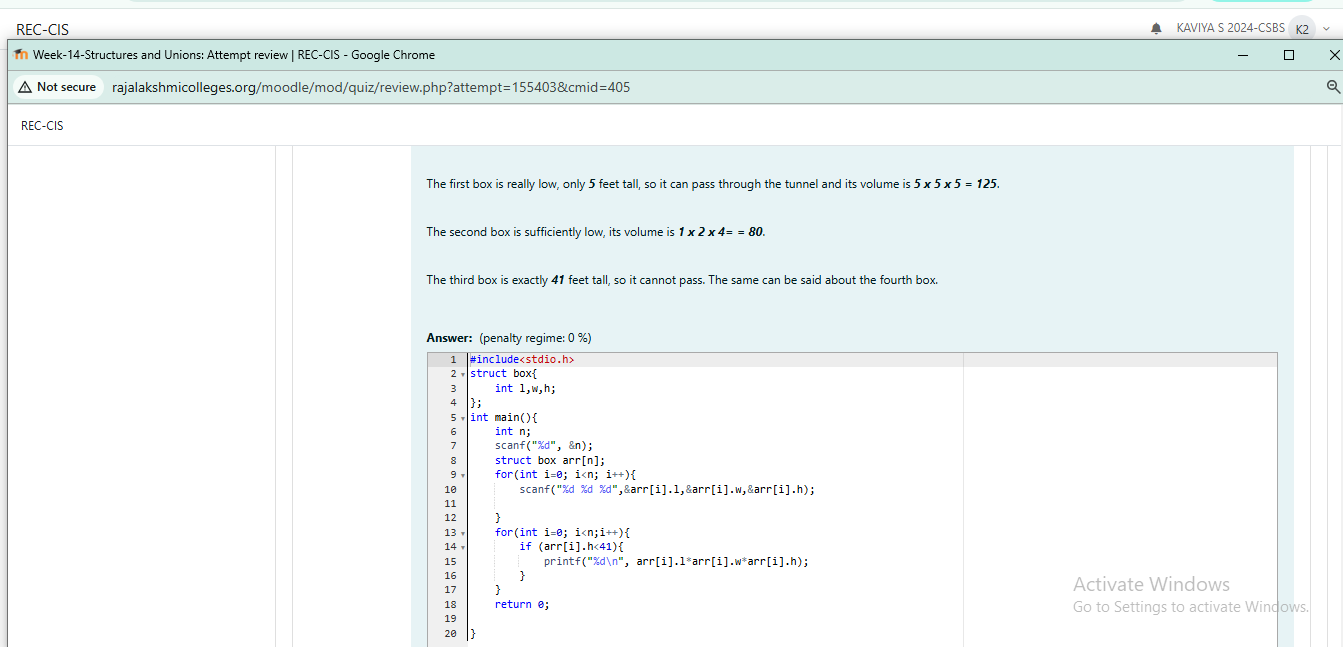 REC-CIS
KAVIYA S 2024-CSBS K2
Week-14-Structures and Unions: Attempt review | REC-CIS - Google Chrome
Not secure rajalakshmicolleges.org/moodle/mod/quiz/review.php?attempt=155403&cmid=405
REC-CIS
The first box is really low, only 5 feet tall, so it can pass through the tunnel and its volume is 5 x 5 x 5 = 125.
The second box is sufficiently low, its volume is 1 x 2 x 4= = 80.
The third box is exactly 41 feet tall, so it cannot pass. The same can be said about the fourth box.
Answer: (penalty regime: 0 %)
1 #include<stdio.h>
2 struct box{
3 int l,w,h;
4 };
5 int main(){
6 int n;
7 scanf("%d", &n);
8 struct box arr[n];
9 for(int i=0; i<n; i++){
10 scanf("%d %d %d",&arr[i].l,&arr[i].w,&arr[i].h);
11
12 }
13 for(int i=0; i<n;i++){
14 if (arr[i].h<41){
15 printf("%d\n", arr[i].l*arr[i].w*arr[i].h);
16 }
17 }
18 return 0;
19
20 }
Activate Windows
Go to Settings to activate Windows.